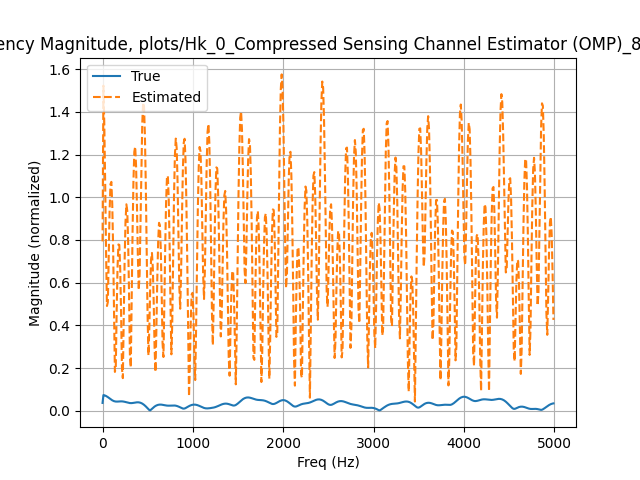 ency Magnitude, plots/Hk_0_Compressed Sensing Channel Estimator (OMP)_8
True
Estimated
Magnitude (normalized)
1.6
1.4
1.2
1.0
0.8
0.6
0.4
0.2
0.0
0 1000 2000 3000 4000 5000
Freq (Hz)